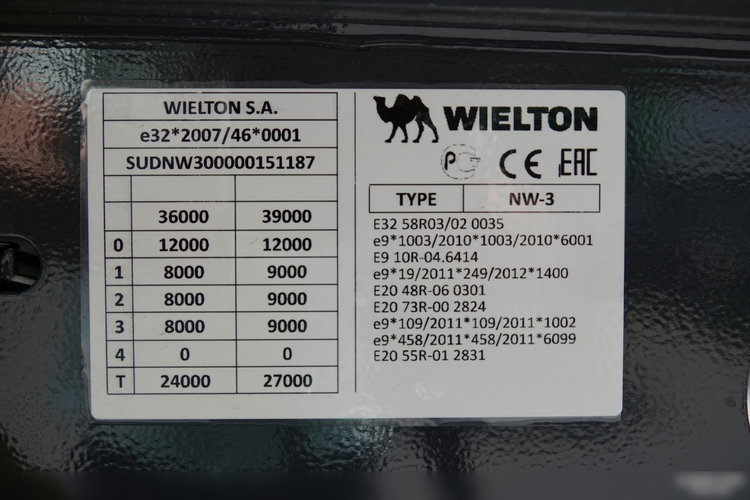 WIELTON S.A.
e32*2007/46*0001
SUDNW300000151187
36000 39000
0 12000 12000
1 8000 9000
2 8000 9000
3 8000 9000
4 0 0
T 24000 27000
WIELTON
PCT CE EAC
TYPE NW-3
E32 58R03/02 0035
e9*1003/2010*1003/2010*6001
E9 10R-04.6414
e9*19/2011*249/2012*1400
E20 48R-06 0301
E20 73R-00 2824
e9*109/2011*109/2011*1002
e9*458/2011*458/2011*6099
E20 55R-01 2831